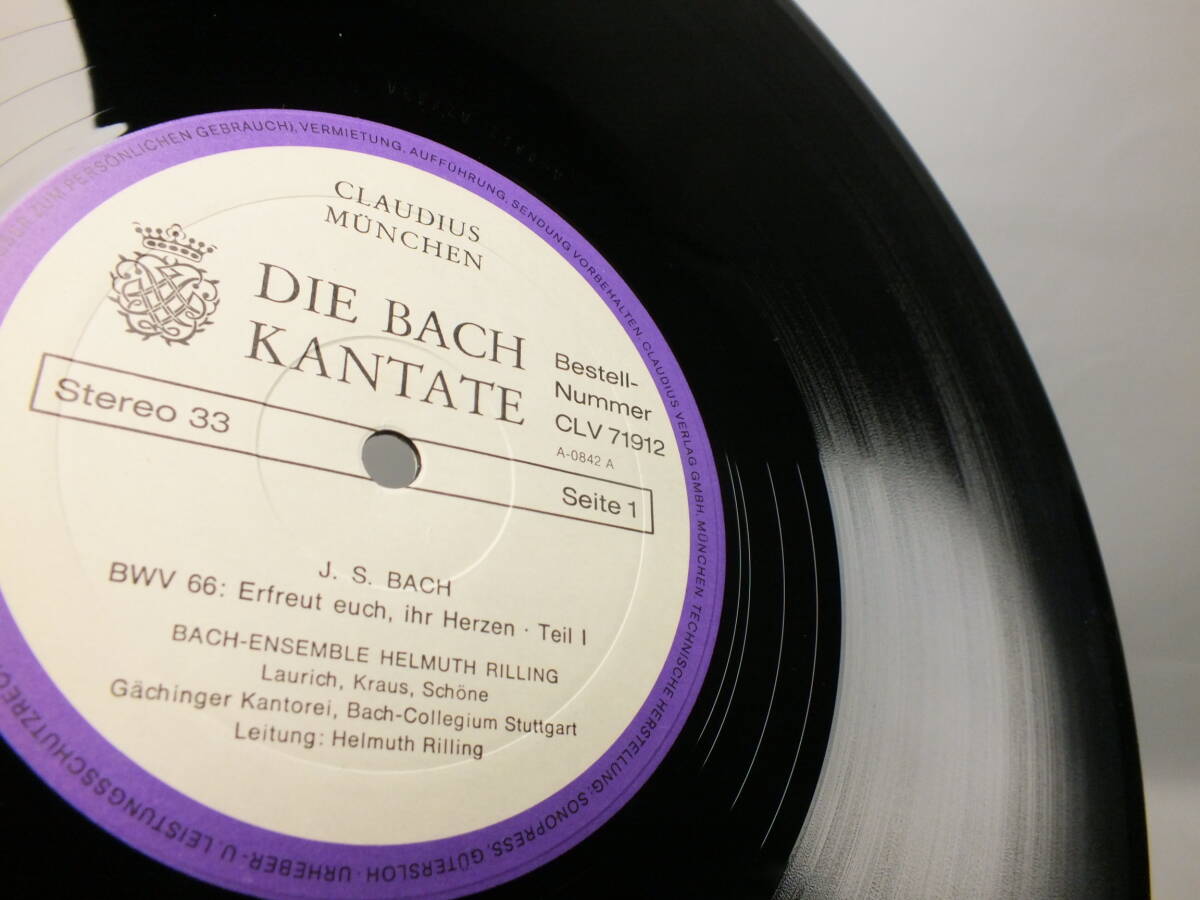 CLAUDIUS
MÜNCHEN
DIE BACH
KANTATE
Bestell-
Nummer
CLV 71912
A-0842 A
Stereo 33
Seite 1
J. S. BACH
BWV 66: Erfreut euch, ihr Herzen · Teil I
BACH-ENSEMBLE HELMUTH RILLING
Laurich, Kraus, Schöne
Gächinger Kantorei, Bach-Collegium Stuttgart
Leitung: Helmuth Rilling
ZUM PERSÖNLICHEN GEBRAUCH), VERMIETUNG, AUFFÜHRUNG, SENDUNG VORBEHALTEN. CLAUDIUS VERLAG GMBH, MÜNCHEN. TECHNISCHE HERSTELLUNG: SONOPRESS, GÜTERSLOH · URHEBER- U. LEISTUNGSSCHUTZREC